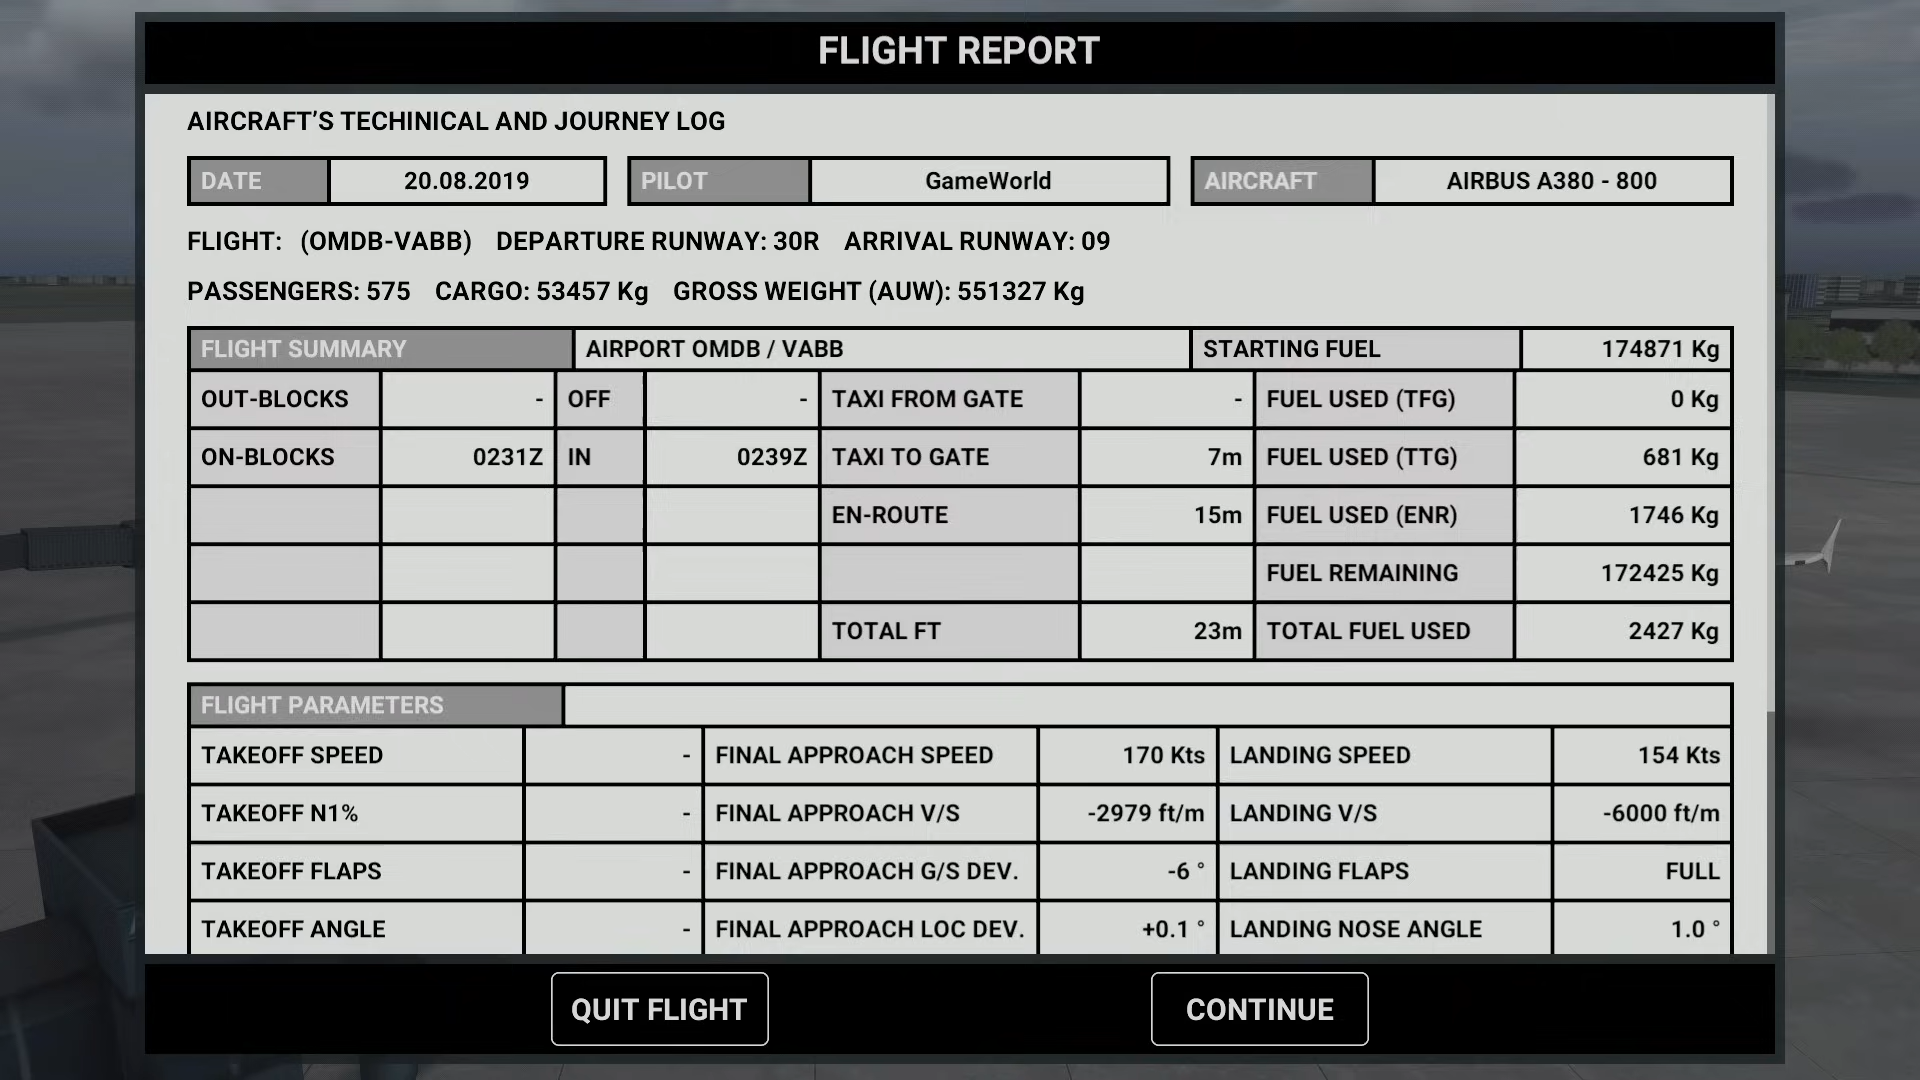 FLIGHT REPORT
AIRCRAFT’S TECHINICAL AND JOURNEY LOG
DATE 20.08.2019 PILOT GameWorld AIRCRAFT AIRBUS A380 - 800
FLIGHT: (OMDB-VABB) DEPARTURE RUNWAY: 30R ARRIVAL RUNWAY: 09
PASSENGERS: 575 CARGO: 53457 Kg GROSS WEIGHT (AUW): 551327 Kg
FLIGHT SUMMARY AIRPORT OMDB / VABB STARTING FUEL 174871 Kg
OUT-BLOCKS - OFF - TAXI FROM GATE - FUEL USED (TFG) 0 Kg
ON-BLOCKS 0231Z IN 0239Z TAXI TO GATE 7m FUEL USED (TTG) 681 Kg
EN-ROUTE 15m FUEL USED (ENR) 1746 Kg
FUEL REMAINING 172425 Kg
TOTAL FT 23m TOTAL FUEL USED 2427 Kg
FLIGHT PARAMETERS
TAKEOFF SPEED - FINAL APPROACH SPEED 170 Kts LANDING SPEED 154 Kts
TAKEOFF N1% - FINAL APPROACH V/S -2979 ft/m LANDING V/S -6000 ft/m
TAKEOFF FLAPS - FINAL APPROACH G/S DEV. -6 ° LANDING FLAPS FULL
TAKEOFF ANGLE - FINAL APPROACH LOC DEV. +0.1 ° LANDING NOSE ANGLE 1.0 °
QUIT FLIGHT CONTINUE